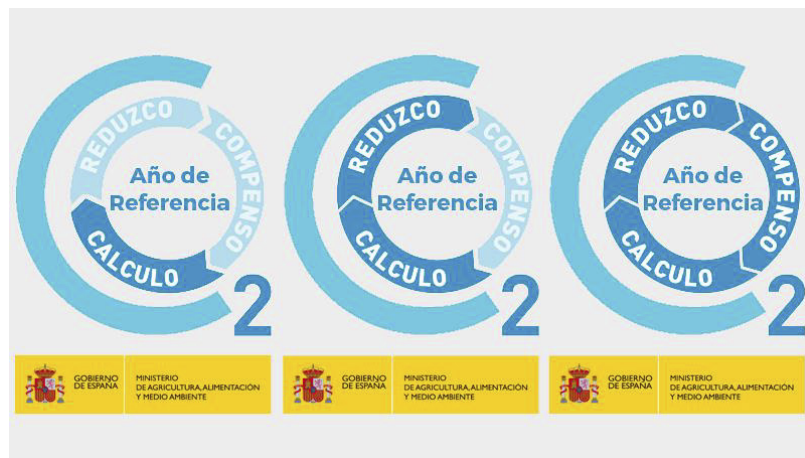 REDUZCO
COMPENSO
CALCULO
Año de
Referencia
2
GOBIERNO
DE ESPAÑA
MINISTERIO
DE AGRICULTURA, ALIMENTACIÓN
Y MEDIO AMBIENTE
REDUZCO
COMPENSO
CALCULO
Año de
Referencia
2
GOBIERNO
DE ESPAÑA
MINISTERIO
DE AGRICULTURA, ALIMENTACIÓN
Y MEDIO AMBIENTE
REDUZCO
COMPENSO
CALCULO
Año de
Referencia
2
GOBIERNO
DE ESPAÑA
MINISTERIO
DE AGRICULTURA, ALIMENTACIÓN
Y MEDIO AMBIENTE